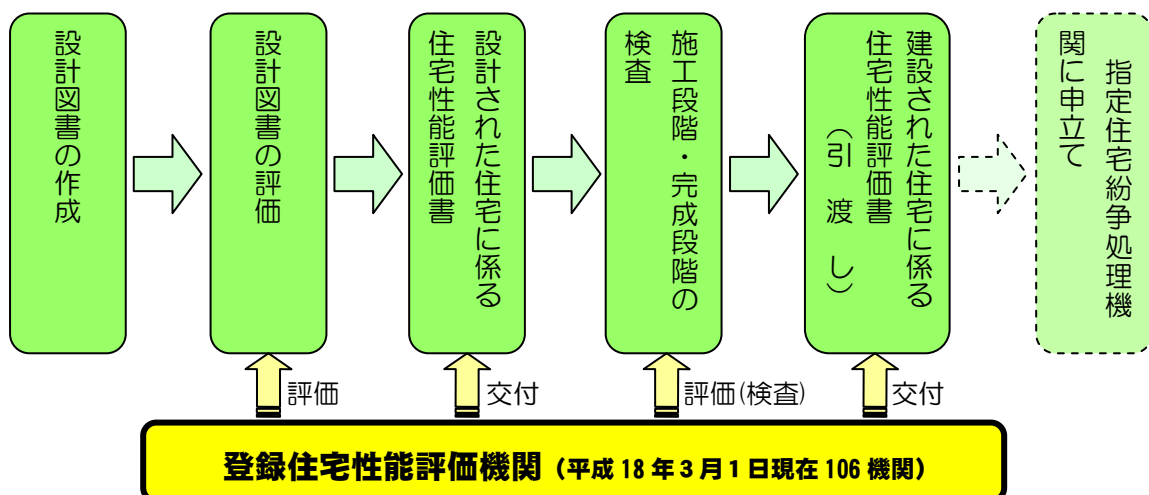 設計図書の作成
設計図書の評価
設計された住宅に係る
住宅性能評価書
施工段階・完成段階の
検査
建設された住宅に係る
住宅性能評価書
（引 渡 し）
指定住宅紛争処理機
関に申立て
評価
交付
評価(検査)
交付
登録住宅性能評価機関（平成18年3月1日現在106機関）